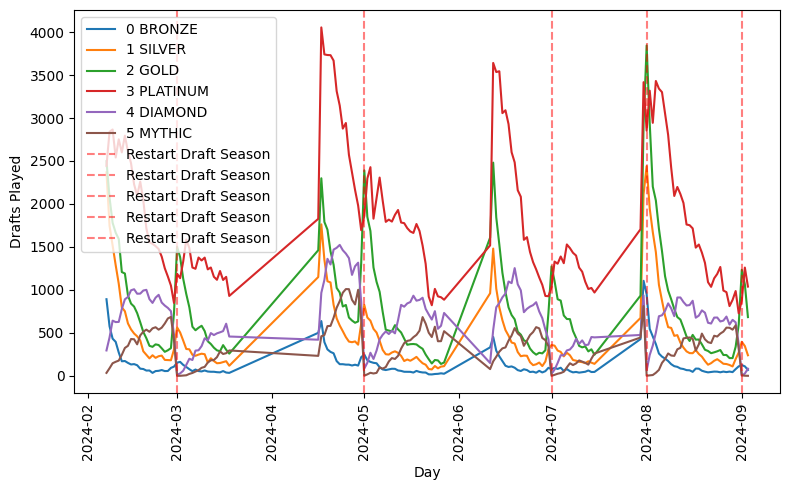 4000
3500
3000
2500
2000
1500
1000
500
0
Drafts Played
0 BRONZE
1 SILVER
2 GOLD
3 PLATINUM
4 DIAMOND
5 MYTHIC
Restart Draft Season
Restart Draft Season
Restart Draft Season
Restart Draft Season
Restart Draft Season
2024-02
2024-03
2024-04
2024-05
2024-06
2024-07
2024-08
2024-09
Day